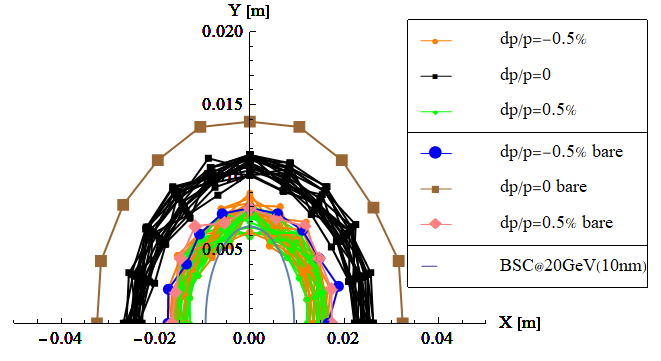 Y [m]
0.020
0.015
0.005
−0.04
−0.02
0.00
0.02
0.04
X [m]
dp/p=−0.5%
dp/p=0
dp/p=0.5%
dp/p=−0.5% bare
dp/p=0 bare
dp/p=0.5% bare
BSC@20GeV(10nm)